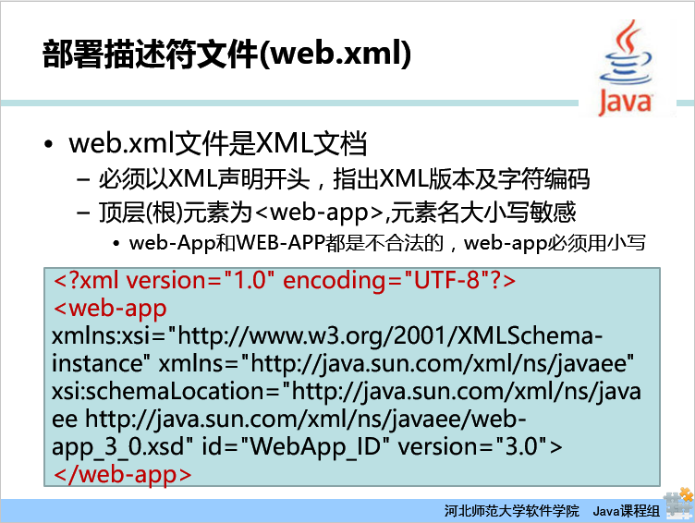 部署描述符文件(web.xml)
Java
• web.xml文件是XML文档
– 必须以XML声明开头，指出XML版本及字符编码
– 顶层(根)元素为<web-app>,元素名大小写敏感
• web-App和WEB-APP都是不合法的，web-app必须用小写
<?xml version="1.0" encoding="UTF-8"?>
<web-app
xmlns:xsi="http://www.w3.org/2001/XMLSchema-
instance" xmlns="http://java.sun.com/xml/ns/javaee"
xsi:schemaLocation="http://java.sun.com/xml/ns/java
ee http://java.sun.com/xml/ns/javaee/web-
app_3_0.xsd" id="WebApp_ID" version="3.0">
</web-app>
河北师范大学软件学院 Java课程组